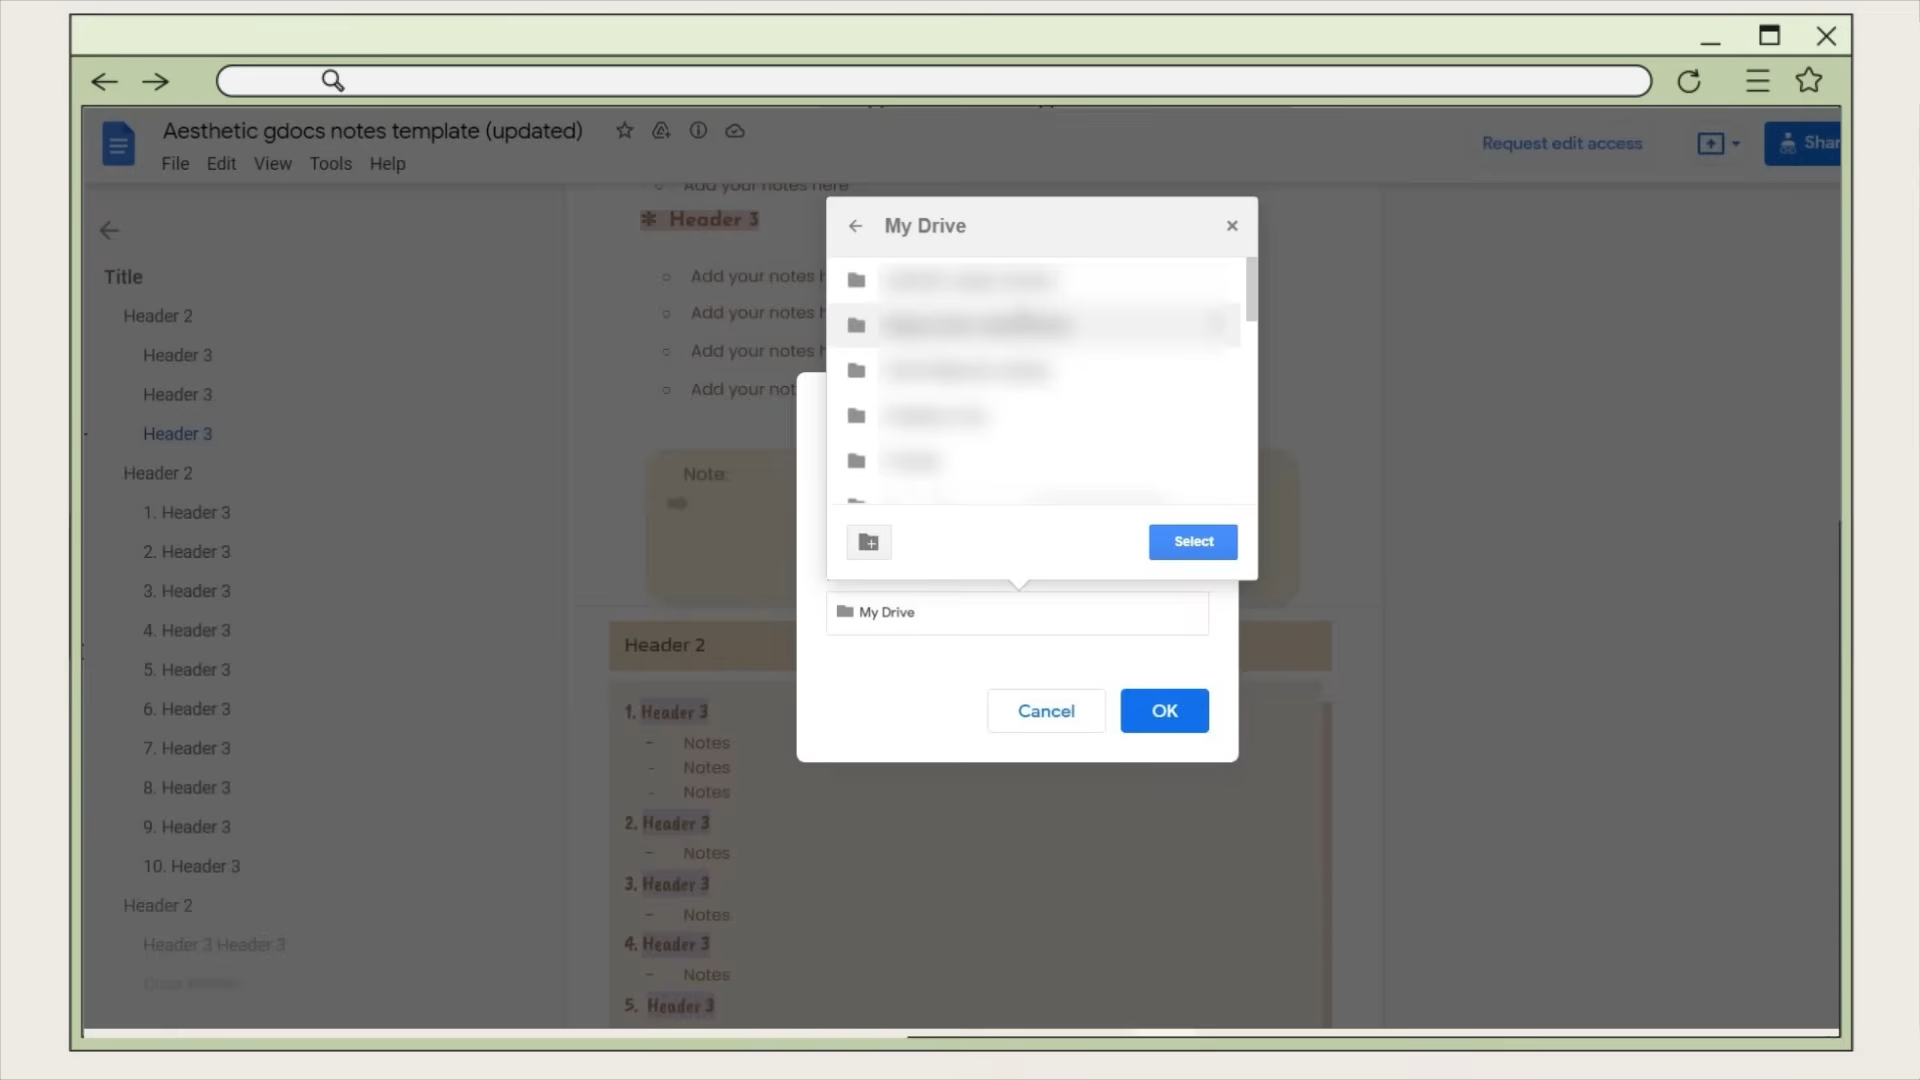 Aesthetic gdocs notes template (updated)
File Edit View Tools Help
Request edit access
Shar
Add your notes here
My Drive
✻ Header 3
Title
Header 2
Header 3
Header 3
Header 3
Header 2
1. Header 3
2. Header 3
3. Header 3
4. Header 3
5. Header 3
6. Header 3
7. Header 3
8. Header 3
9. Header 3
10. Header 3
Header 2
Header 3 Header 3
Add your notes h
Add your notes h
Add your notes h
Add your not
Note:
Select
My Drive
Cancel
OK
Header 2
1. Header 3
- Notes
- Notes
- Notes
2. Header 3
- Notes
3. Header 3
- Notes
4. Header 3
- Notes
5. Header 3